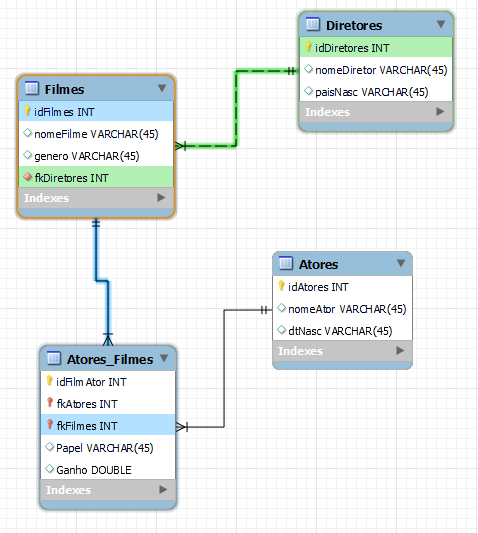 Diretores
idDiretores INT
nomeDiretor VARCHAR(45)
paisNasc VARCHAR(45)
Indexes
Filmes
idFilmes INT
nomeFilme VARCHAR(45)
genero VARCHAR(45)
fkDiretores INT
Indexes
Atores
idAtores INT
nomeAtor VARCHAR(45)
dtNasc VARCHAR(45)
Indexes
Atores_Filmes
idFilmAtor INT
fkAtores INT
fkFilmes INT
Papel VARCHAR(45)
Ganho DOUBLE
Indexes